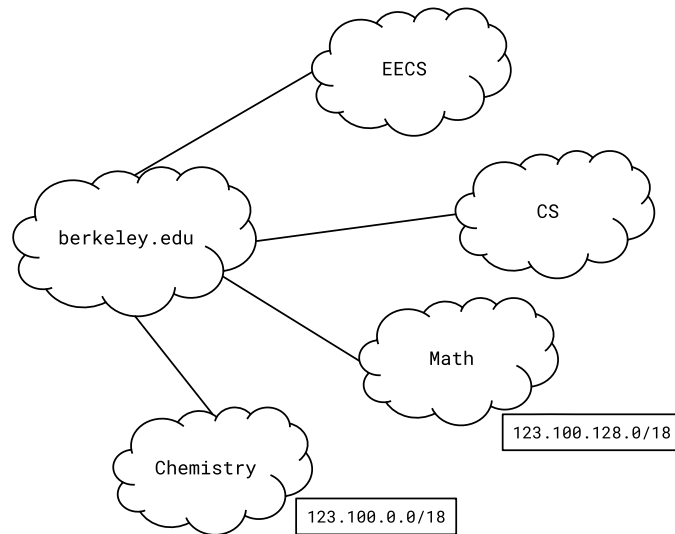 EECS
CS
berkeley.edu
Math
123.100.128.0/18
Chemistry
123.100.0.0/18